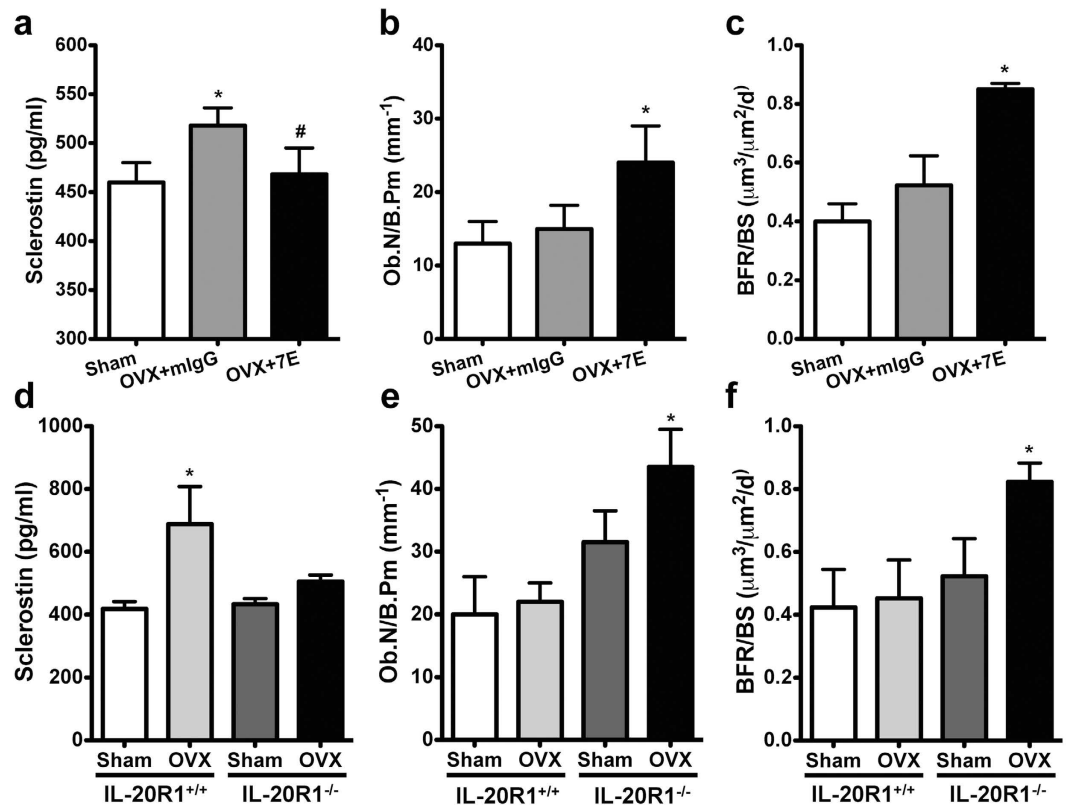 a
Sclerostin (pg/ml)
600
550
500
450
400
350
300
*
#
Sham
OVX+mIgG
OVX+7E
b
Ob.N/B.Pm (mm⁻¹)
40
30
20
10
0
*
Sham
OVX+mIgG
OVX+7E
c
BFR/BS (μm³/μm²/d)
1.0
0.8
0.6
0.4
0.2
0.0
*
Sham
OVX+mIgG
OVX+7E
d
Sclerostin (pg/ml)
1000
800
600
400
200
0
*
Sham OVX Sham OVX
IL-20R1⁺/⁺ IL-20R1⁻/⁻
e
Ob.N/B.Pm (mm⁻¹)
50
40
30
20
10
0
*
Sham OVX Sham OVX
IL-20R1⁺/⁺ IL-20R1⁻/⁻
f
BFR/BS (μm³/μm²/d)
1.0
0.8
0.6
0.4
0.2
0.0
*
Sham OVX Sham OVX
IL-20R1⁺/⁺ IL-20R1⁻/⁻